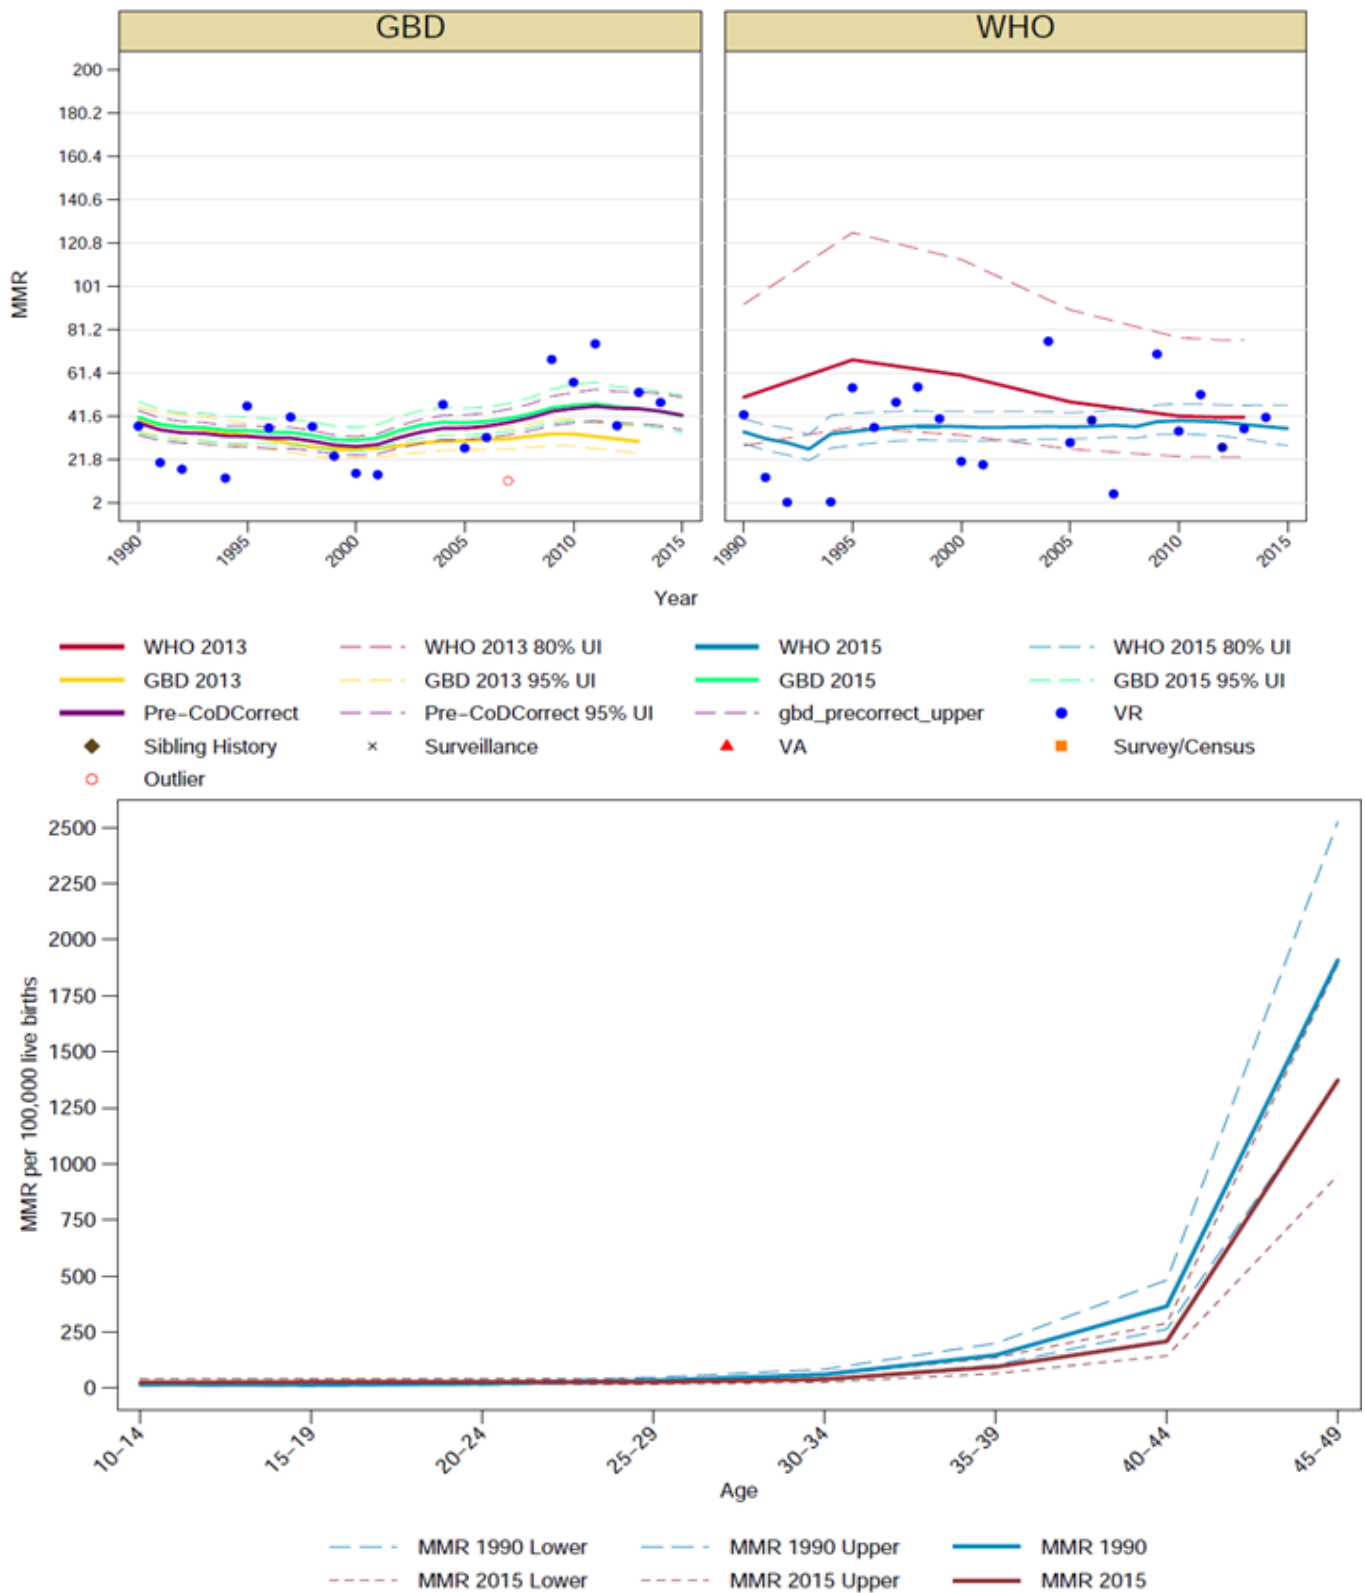 GBD WHO
200
180.2
160.4
140.6
120.8
101
81.2
61.4
41.6
21.8
2
MMR
1990 1995 2000 2005 2010 2015 1990 1995 2000 2005 2010 2015
Year
WHO 2013 WHO 2013 80% UI WHO 2015 WHO 2015 80% UI
GBD 2013 GBD 2013 95% UI GBD 2015 GBD 2015 95% UI
Pre-CoDCorrect Pre-CoDCorrect 95% UI gbd_precorrect_upper VR
Sibling History Surveillance VA Survey/Census
Outlier
2500
2250
2000
1750
1500
1250
1000
750
500
250
0
MMR per 100,000 live births
10-14 15-19 20-24 25-29 30-34 35-39 40-44 45-49
Age
MMR 1990 Lower MMR 1990 Upper MMR 1990
MMR 2015 Lower MMR 2015 Upper MMR 2015